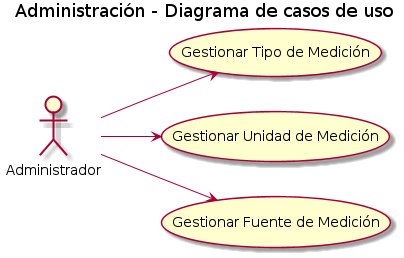 Administración - Diagrama de casos de uso
Gestionar Tipo de Medición
Gestionar Unidad de Medición
Administrador
Gestionar Fuente de Medición